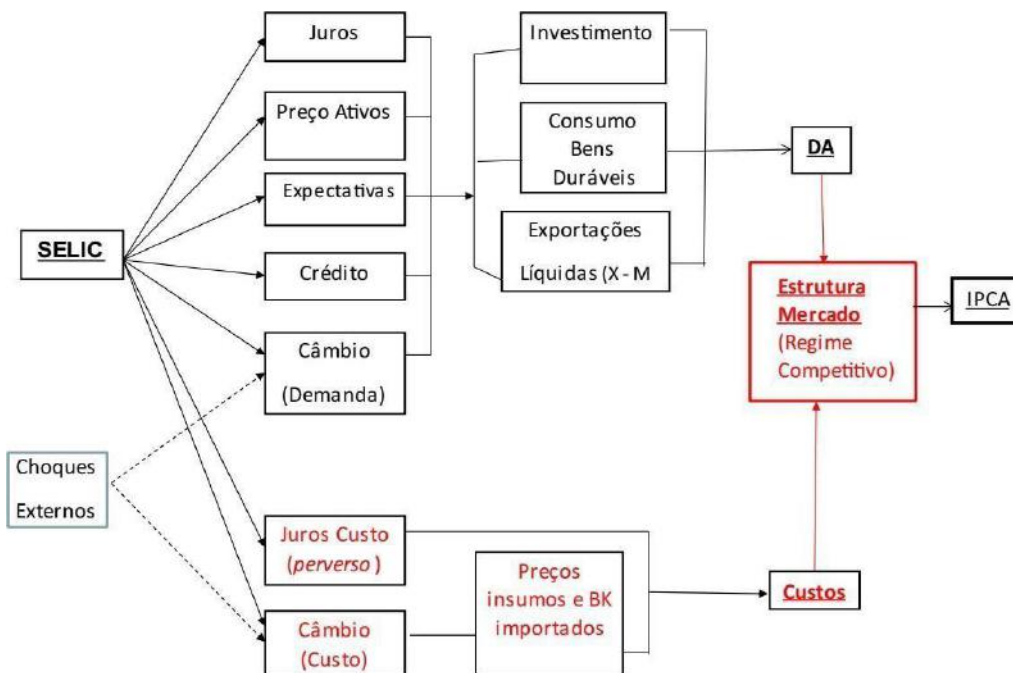 Juros
Preço Ativos
Expectativas
Crédito
Câmbio
(Demanda)
Investimento
Consumo
Bens
Duráveis
Exportações
Líquidas (X - M
DA
SELIC
Estrutura
Mercado
(Regime
Competitivo)
IPCA
Choques
Externos
Juros Custo
(perverso )
Câmbio
(Custo)
Preços
insumos e BK
importados
Custos